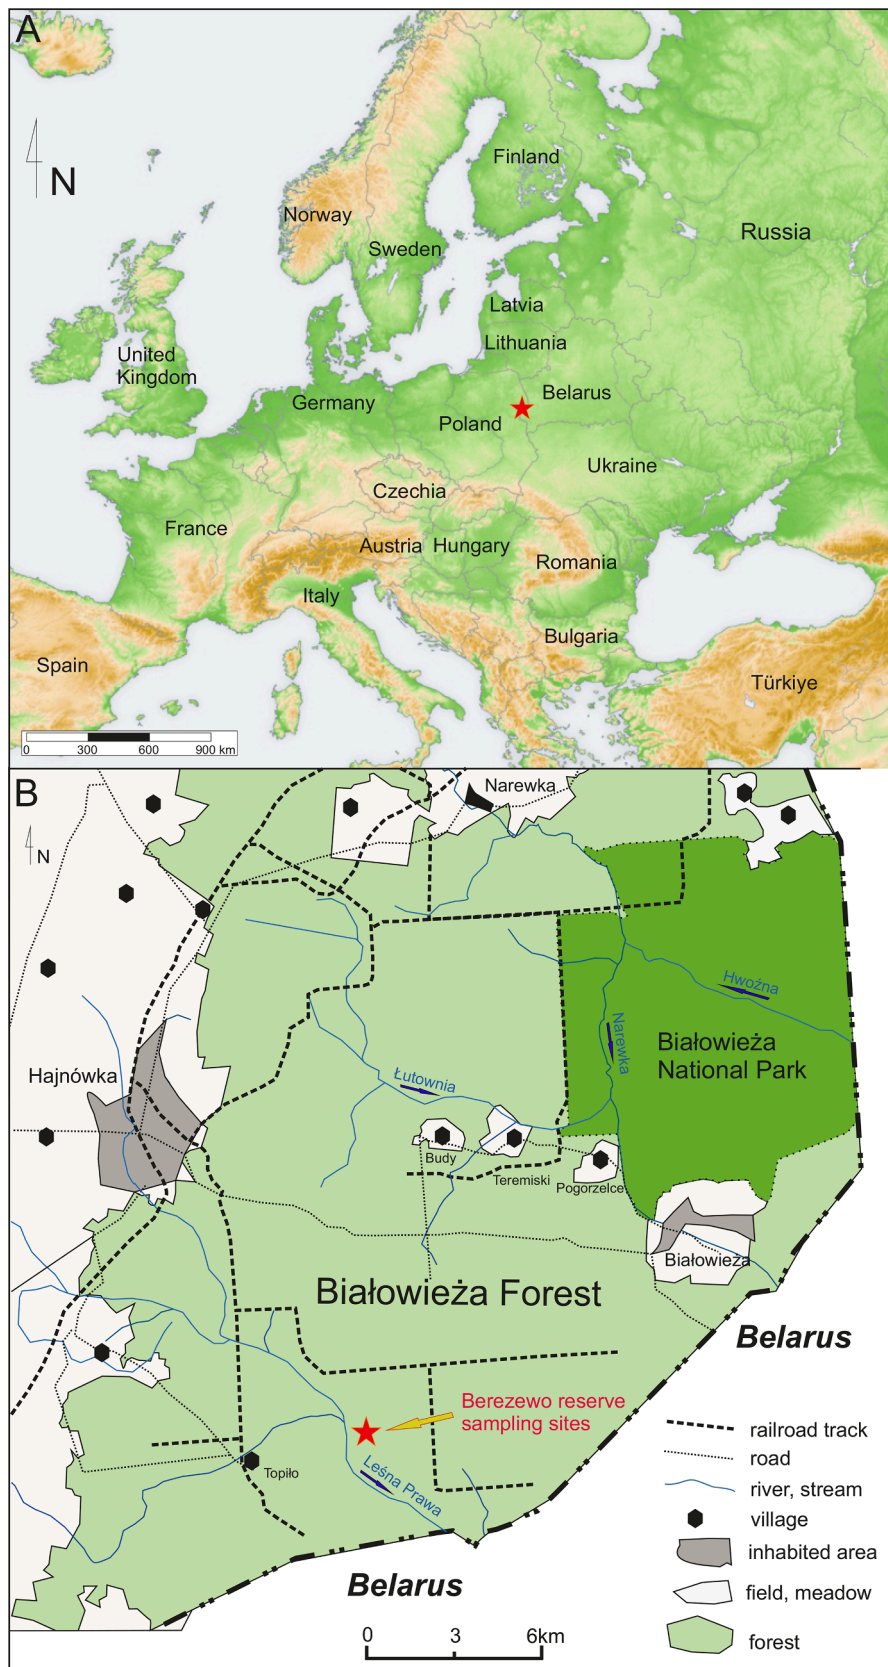 A
N
Finland
Norway
Russia
Sweden
Latvia
Lithuania
United
Kingdom
Belarus
Germany
Poland
Ukraine
Czechia
France
Austria
Hungary
Romania
Italy
Bulgaria
Spain
Türkiye
0 300 600 900 km
B
Narewka
N
Hwoźna
Narewka
Białowieża
National Park
Hajnówka
Łutownia
Budy
Teremiski
Pogorzelce
Białowieża
Białowieża Forest
Belarus
Berezewo reserve
sampling sites
Topiło
Leśna Prawa
railroad track
road
river, stream
village
inhabited area
field, meadow
forest
Belarus
0 3 6km